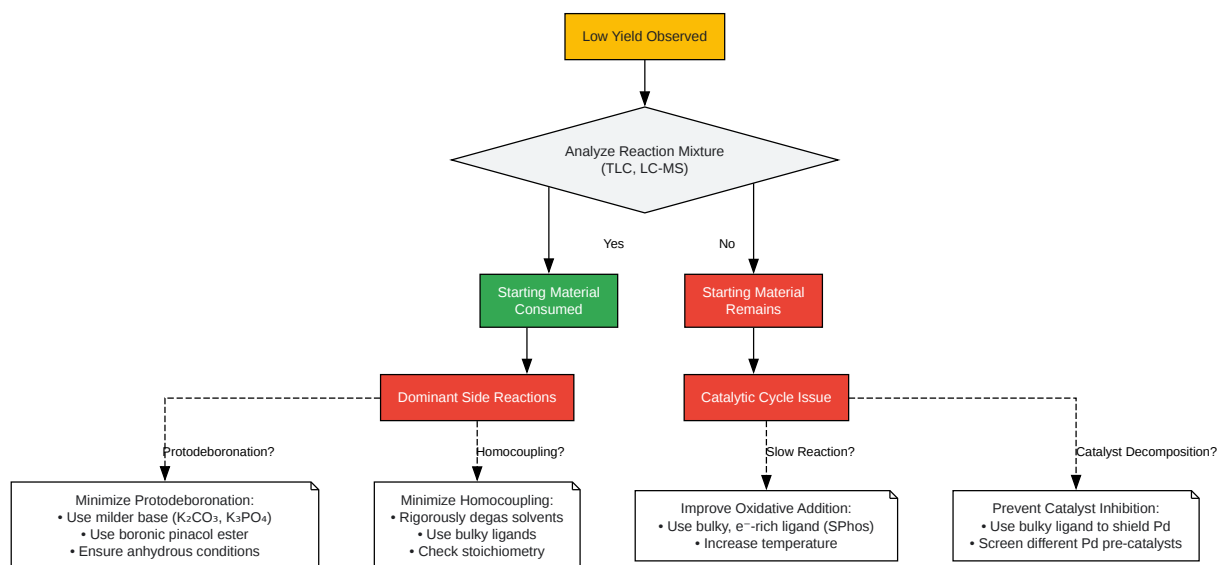 Low Yield Observed
Analyze Reaction Mixture
(TLC, LC-MS)
Yes
No
Starting Material
Consumed
Starting Material
Remains
Dominant Side Reactions
Catalytic Cycle Issue
Protodeboronation?
Homocoupling?
Slow Reaction?
Catalyst Decomposition?
Minimize Protodeboronation:
• Use milder base (K₂CO₃, K₃PO₄)
• Use boronic pinacol ester
• Ensure anhydrous conditions
Minimize Homocoupling:
• Rigorously degas solvents
• Use bulky ligands
• Check stoichiometry
Improve Oxidative Addition:
• Use bulky, e⁻-rich ligand (SPhos)
• Increase temperature
Prevent Catalyst Inhibition:
• Use bulky ligand to shield Pd
• Screen different Pd pre-catalysts